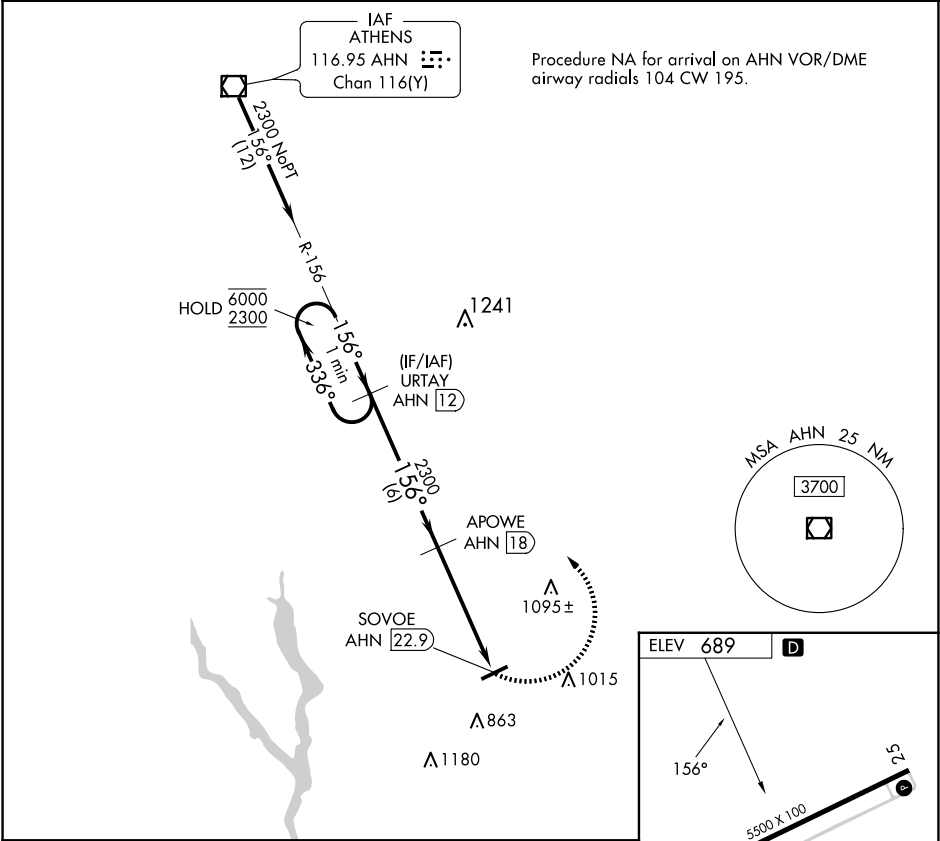 IAF
ATHENS
116.95 AHN
Chan 116(Y)
Procedure NA for arrival on AHN VOR/DME
airway radials 104 CW 195.
2300 NoPT
156°
(12)
R-156
HOLD 6000
2300
156°
1 min
336°
1241
(IF/IAF)
URTAY
AHN 12
2300
156°
(6)
APOWE
AHN 18
MSA AHN 25 NM
3700
1095±
SOVOE
AHN 22.9
1015
863
1180
ELEV 689 D
156°
25
P
5500 X 100